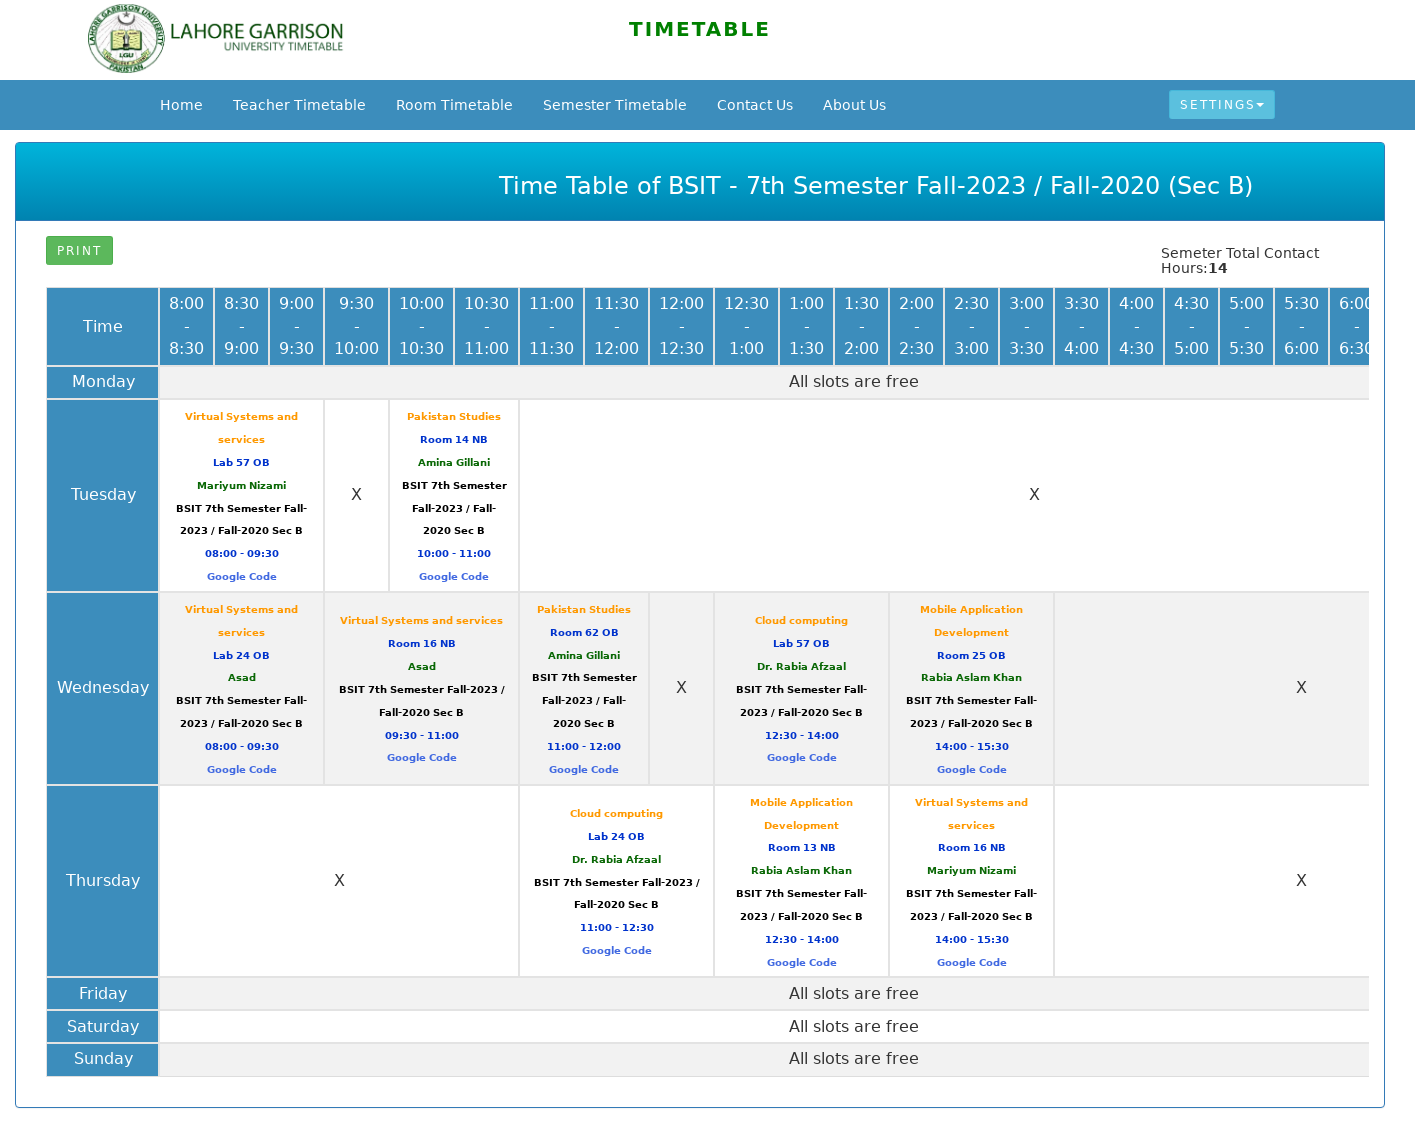 LAHORE GARRISON
UNIVERSITY TIMETABLE
TIMETABLE
Home Teacher Timetable Room Timetable Semester Timetable Contact Us About Us SETTINGS
Time Table of BSIT - 7th Semester Fall-2023 / Fall-2020 (Sec B)
PRINT
Semeter Total Contact
Hours:14
Time
8:00 - 8:30
8:30 - 9:00
9:00 - 9:30
9:30 - 10:00
10:00 - 10:30
10:30 - 11:00
11:00 - 11:30
11:30 - 12:00
12:00 - 12:30
12:30 - 1:00
1:00 - 1:30
1:30 - 2:00
2:00 - 2:30
2:30 - 3:00
3:00 - 3:30
3:30 - 4:00
4:00 - 4:30
4:30 - 5:00
5:00 - 5:30
5:30 - 6:00
6:00 - 6:30
Monday
All slots are free
Tuesday
Virtual Systems and
services
Lab 57 OB
Mariyum Nizami
BSIT 7th Semester Fall-
2023 / Fall-2020 Sec B
08:00 - 09:30
Google Code
X
Pakistan Studies
Room 14 NB
Amina Gillani
BSIT 7th Semester
Fall-2023 / Fall-
2020 Sec B
10:00 - 11:00
Google Code
X
Wednesday
Virtual Systems and
services
Lab 24 OB
Asad
BSIT 7th Semester Fall-
2023 / Fall-2020 Sec B
08:00 - 09:30
Google Code
Virtual Systems and services
Room 16 NB
Asad
BSIT 7th Semester Fall-2023 /
Fall-2020 Sec B
09:30 - 11:00
Google Code
Pakistan Studies
Room 62 OB
Amina Gillani
BSIT 7th Semester
Fall-2023 / Fall-
2020 Sec B
11:00 - 12:00
Google Code
X
Cloud computing
Lab 57 OB
Dr. Rabia Afzaal
BSIT 7th Semester Fall-
2023 / Fall-2020 Sec B
12:30 - 14:00
Google Code
Mobile Application
Development
Room 25 OB
Rabia Aslam Khan
BSIT 7th Semester Fall-
2023 / Fall-2020 Sec B
14:00 - 15:30
Google Code
X
Thursday
X
Cloud computing
Lab 24 OB
Dr. Rabia Afzaal
BSIT 7th Semester Fall-2023 /
Fall-2020 Sec B
11:00 - 12:30
Google Code
Mobile Application
Development
Room 13 NB
Rabia Aslam Khan
BSIT 7th Semester Fall-
2023 / Fall-2020 Sec B
12:30 - 14:00
Google Code
Virtual Systems and
services
Room 16 NB
Mariyum Nizami
BSIT 7th Semester Fall-
2023 / Fall-2020 Sec B
14:00 - 15:30
Google Code
X
Friday
All slots are free
Saturday
All slots are free
Sunday
All slots are free